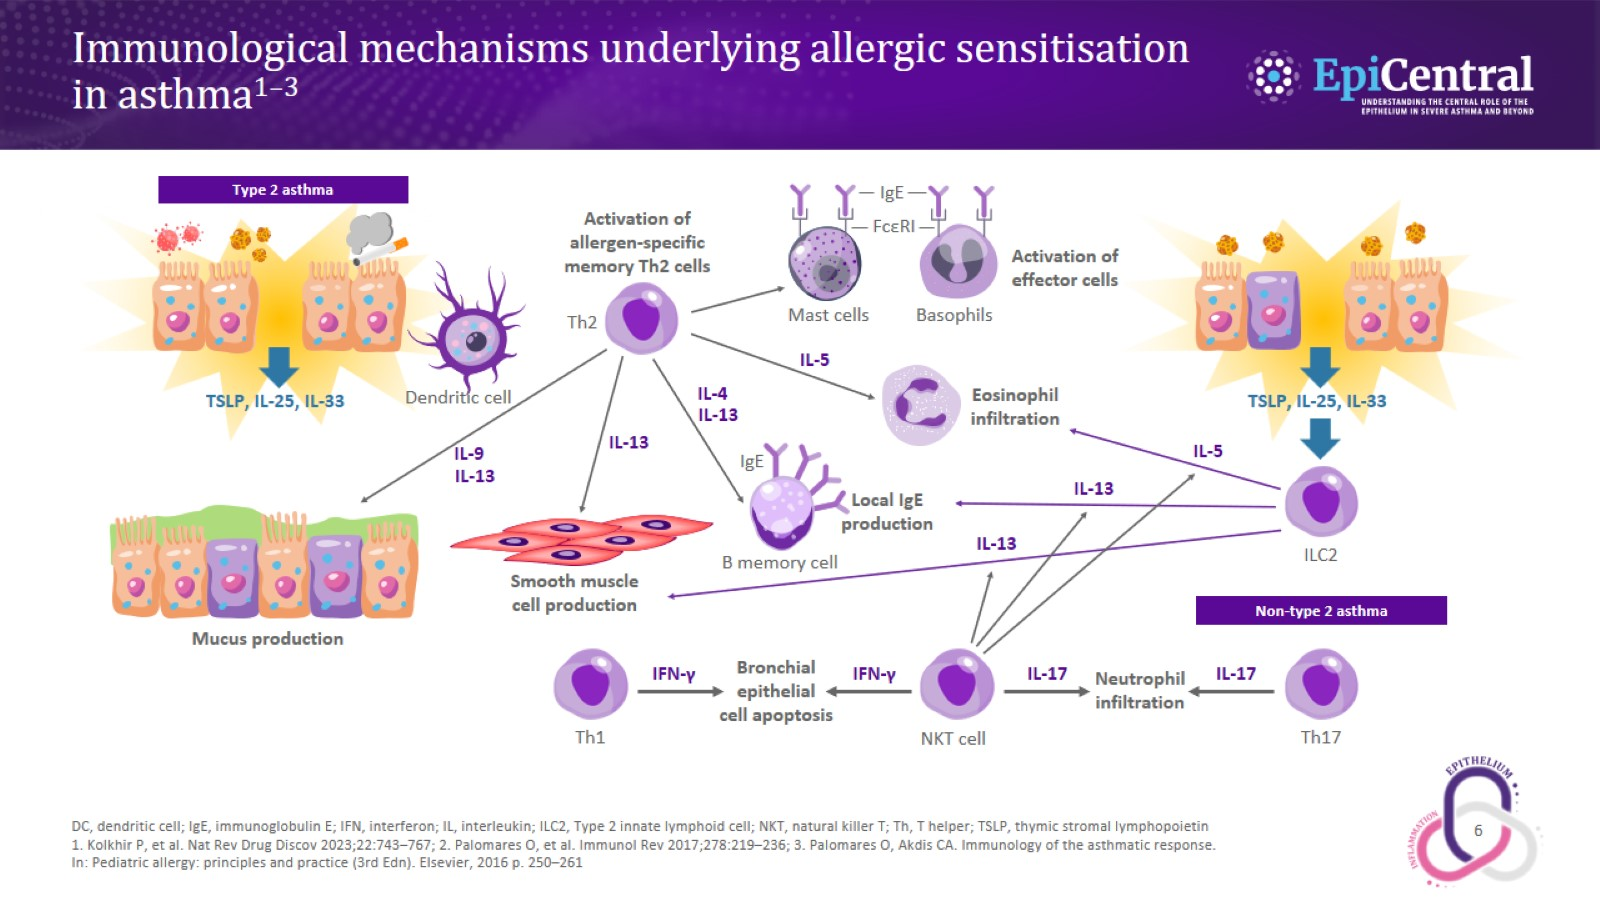 Immunological mechanisms underlying allergic sensitisation
in asthma1–3
EpiCentral
UNDERSTANDING THE CENTRAL ROLE OF THE
EPITHELIUM IN SEVERE ASTHMA AND BEYOND
Type 2 asthma
TSLP, IL-25, IL-33
Dendritic cell
Activation of
allergen-specific
memory Th2 cells
Th2
IgE
FcεRI
Mast cells
Basophils
Activation of
effector cells
IL-5
Eosinophil
infiltration
IL-4
IL-13
IL-13
IL-9
IL-13
IgE
Local IgE
production
B memory cell
Mucus production
Smooth muscle
cell production
TSLP, IL-25, IL-33
IL-5
IL-13
IL-13
ILC2
Non-type 2 asthma
Th1
IFN-γ
Bronchial
epithelial
cell apoptosis
IFN-γ
NKT cell
IL-17
Neutrophil
infiltration
IL-17
Th17
DC, dendritic cell; IgE, immunoglobulin E; IFN, interferon; IL, interleukin; ILC2, Type 2 innate lymphoid cell; NKT, natural killer T; Th, T helper; TSLP, thymic stromal lymphopoietin
1. Kolkhir P, et al. Nat Rev Drug Discov 2023;22:743–767; 2. Palomares O, et al. Immunol Rev 2017;278:219–236; 3. Palomares O, Akdis CA. Immunology of the asthmatic response.
In: Pediatric allergy: principles and practice (3rd Edn). Elsevier, 2016 p. 250–261
EPITHELIUM
INFLAMMATION
6